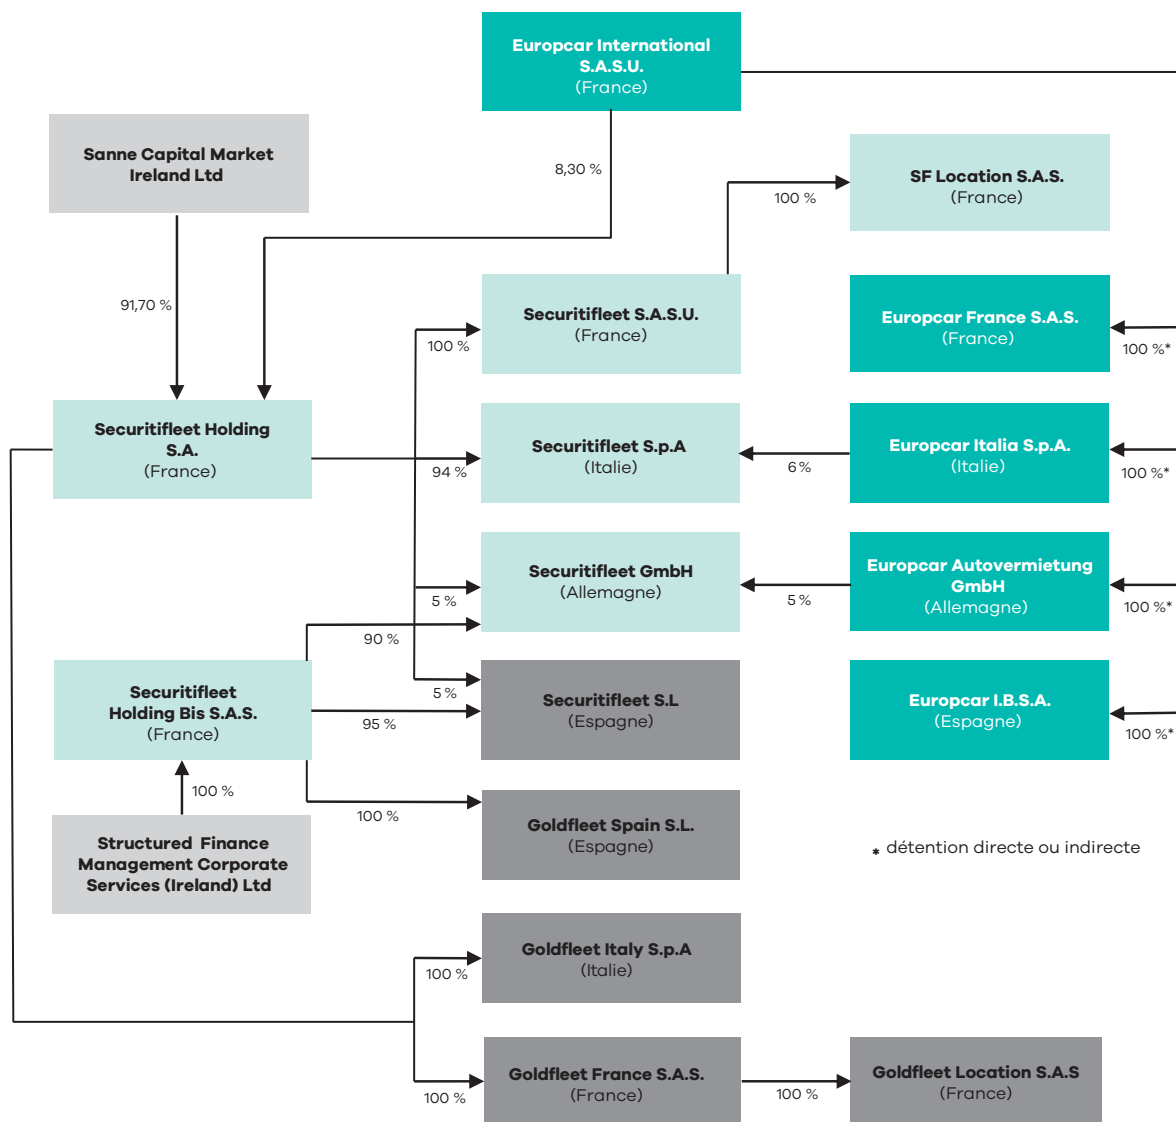 Europcar International
S.A.S.U.
(France)
Sanne Capital Market
Ireland Ltd
8,30 %
SF Location S.A.S.
(France)
100 %
91,70 %
Securitifleet S.A.S.U.
(France)
100 %
Europcar France S.A.S.
(France)
100 %*
Securitifleet Holding
S.A.
(France)
Securitifleet S.p.A
(Italie)
94 %
6 %
Europcar Italia S.p.A.
(Italie)
100 %*
Securitifleet GmbH
(Allemagne)
5 %
90 %
5 %
Europcar Autovermietung
GmbH
(Allemagne)
100 %*
Securitifleet
Holding Bis S.A.S.
(France)
5 %
95 %
Securitifleet S.L
(Espagne)
Europcar I.B.S.A.
(Espagne)
100 %*
100 %
100 %
Goldfleet Spain S.L.
(Espagne)
Structured Finance
Management Corporate
Services (Ireland) Ltd
* détention directe ou indirecte
Goldfleet Italy S.p.A
(Italie)
100 %
Goldfleet France S.A.S.
(France)
100 %
100 %
Goldfleet Location S.A.S
(France)